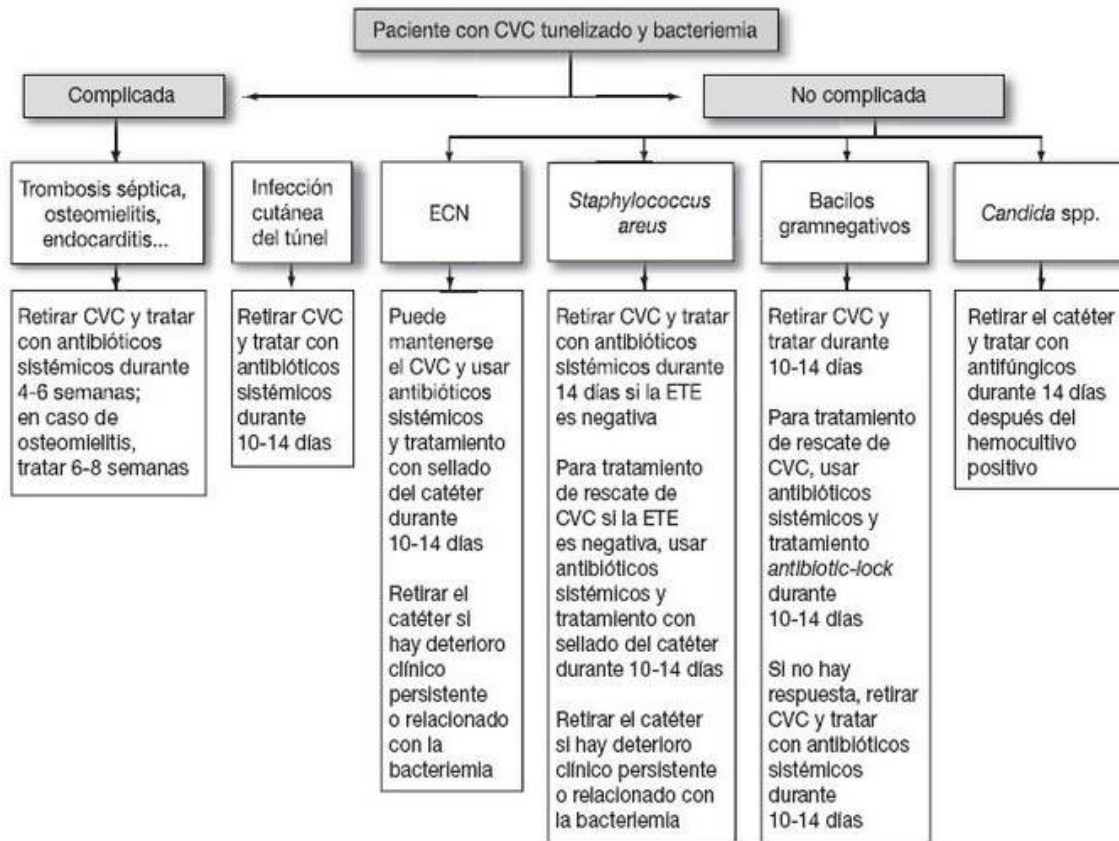 Paciente con CVC tunelizado y bacteriemia
Complicada
No complicada
Trombosis séptica,
osteomielitis,
endocarditis...
Infección
cutánea
del túnel
ECN
Staphylococcus
areus
Bacilos
gramnegativos
Candida spp.
Retirar CVC y tratar
con antibióticos
sistémicos durante
4-6 semanas;
en caso de
osteomielitis,
tratar 6-8 semanas
Retirar CVC
y tratar con
antibióticos
sistémicos
durante
10-14 días
Puede
mantenerse
el CVC y usar
antibióticos
sistémicos
y tratamiento
con sellado
del catéter
durante
10-14 días
Retirar el
catéter si
hay deterioro
clínico
persistente
o relacionado
con la
bacteriemia
Retirar CVC y tratar
con antibióticos
sistémicos durante
14 días si la ETE
es negativa
Para tratamiento
de rescate de
CVC si la ETE
es negativa, usar
antibióticos
sistémicos y
tratamiento con
sellado del catéter
durante 10-14 días
Retirar el catéter
si hay deterioro
clínico persistente
o relacionado con
la bacteriemia
Retirar CVC y
tratar durante
10-14 días
Para tratamiento
de rescate de
CVC, usar
antibióticos
sistémicos y
tratamiento
antibiotic-lock
durante
10-14 días
Si no hay
respuesta, retirar
CVC y tratar
con antibióticos
sistémicos
durante
10-14 días
Retirar el catéter
y tratar con
antifúngicos
durante 14 días
después del
hemocultivo
positivo